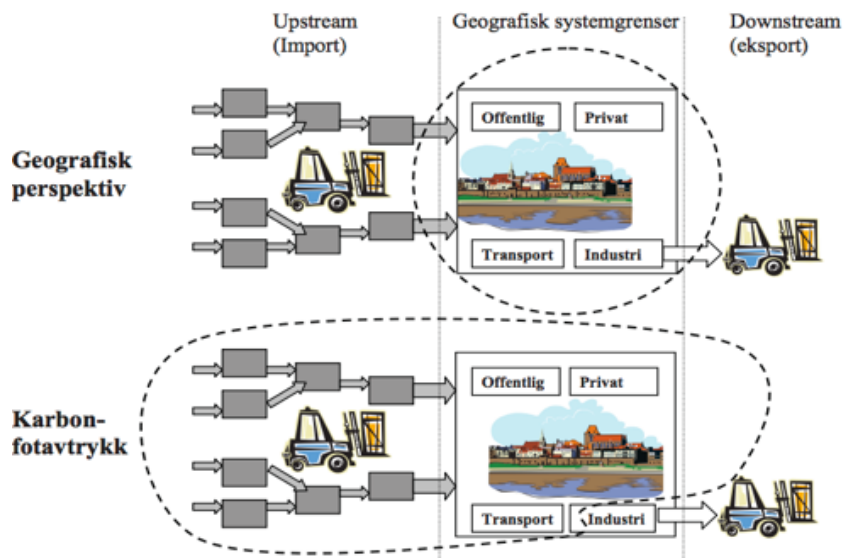 Upstream
(Import)
Geografisk systemgrenser
Downstream
(eksport)
Geografisk
perspektiv
Offentlig
Privat
Transport
Industri
Karbon-
fotavtrykk
Offentlig
Privat
Transport
Industri